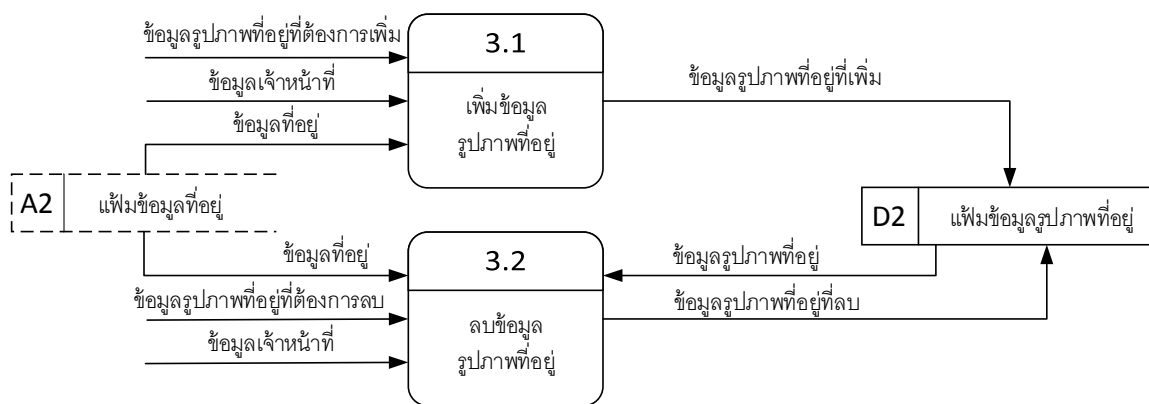 ข้อมูลรูปภาพที่อยู่ที่ต้องการเพิ่ม
3.1
ข้อมูลเจ้าหน้าที่
ข้อมูลรูปภาพที่อยู่ที่เพิ่ม
เพิ่มข้อมูล
รูปภาพที่อยู่
ข้อมูลที่อยู่
A2
แฟ้มข้อมูลที่อยู่
D2
แฟ้มข้อมูลรูปภาพที่อยู่
ข้อมูลที่อยู่
3.2
ข้อมูลรูปภาพที่อยู่
ข้อมูลรูปภาพที่อยู่ที่ต้องการลบ
ข้อมูลรูปภาพที่อยู่ที่ลบ
ลบข้อมูล
รูปภาพที่อยู่
ข้อมูลเจ้าหน้าที่